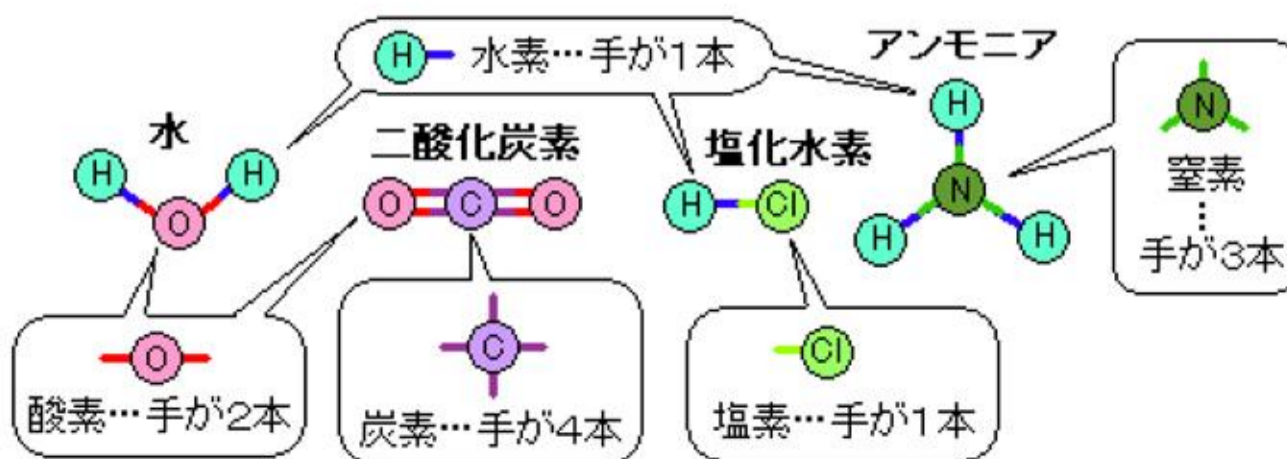 H 水素…手が1本
アンモニア
水
二酸化炭素
塩化水素
H
H
O
O
C
O
H
Cl
H
N
H
H
N
窒素
…
手が3本
O
酸素…手が2本
C
炭素…手が4本
Cl
塩素…手が1本